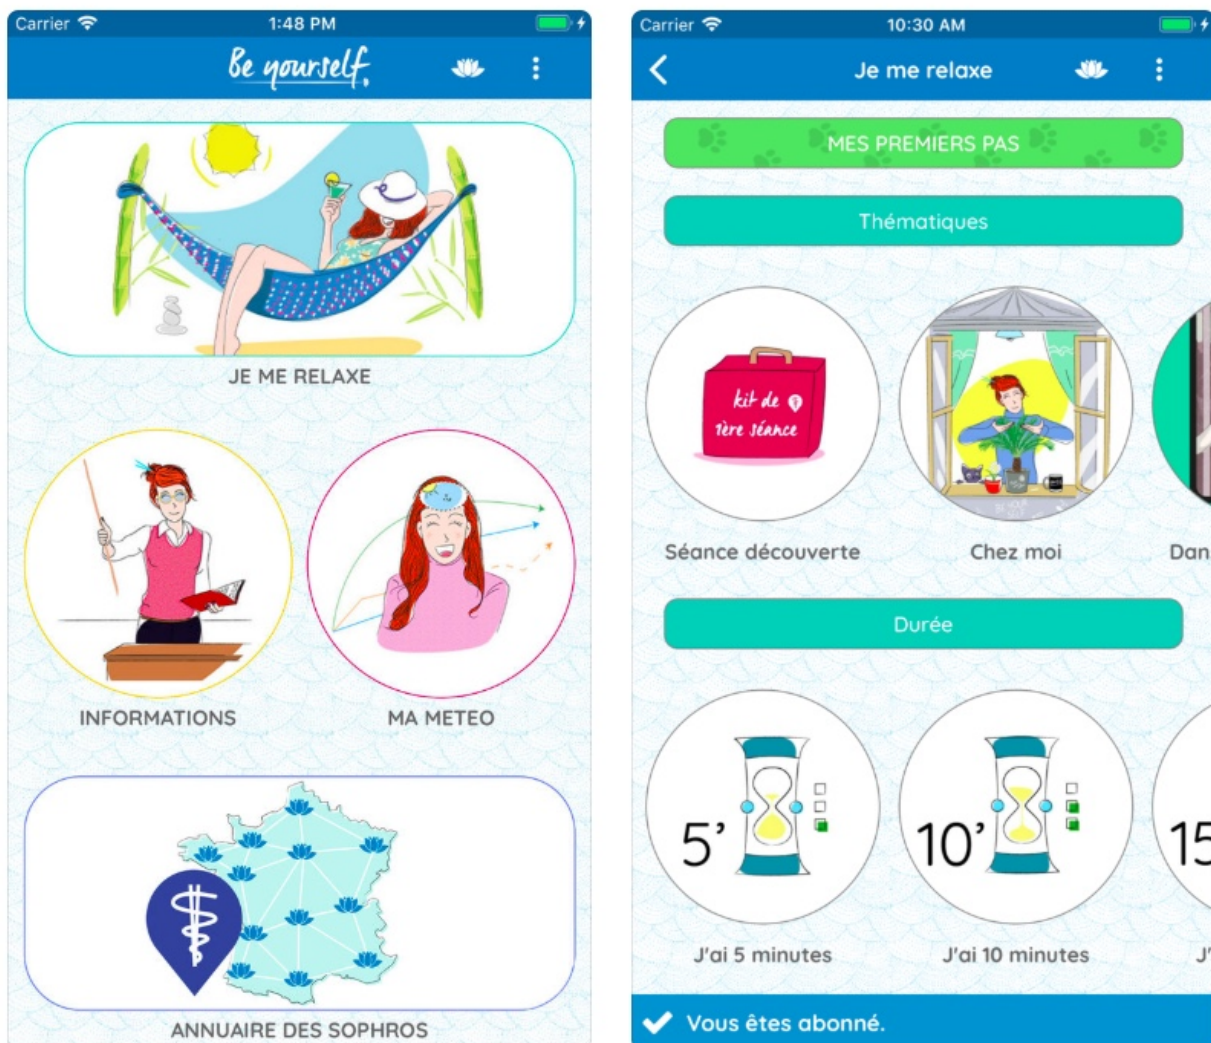 Carrier 1:48 PM
Be yourself.
JE ME RELAXE
INFORMATIONS
MA METEO
ANNUAIRE DES SOPHROS
Carrier 10:30 AM
Je me relaxe
MES PREMIERS PAS
Thématiques
kit de
1ère séance
Séance découverte
Chez moi
Dan
Durée
5'
10'
15
J'ai 5 minutes
J'ai 10 minutes
J'
Vous êtes abonné.